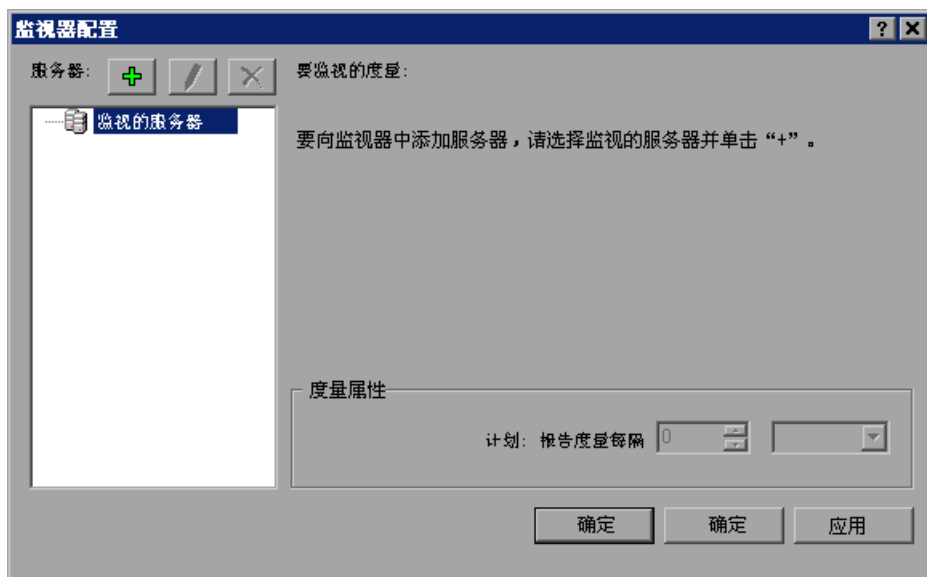 监视器配置
服务器:
要监视的度量:
监视的服务器
要向监视器中添加服务器，请选择监视的服务器并单击“+”。
度量属性
计划: 报告度量每隔 0
确定 确定 应用